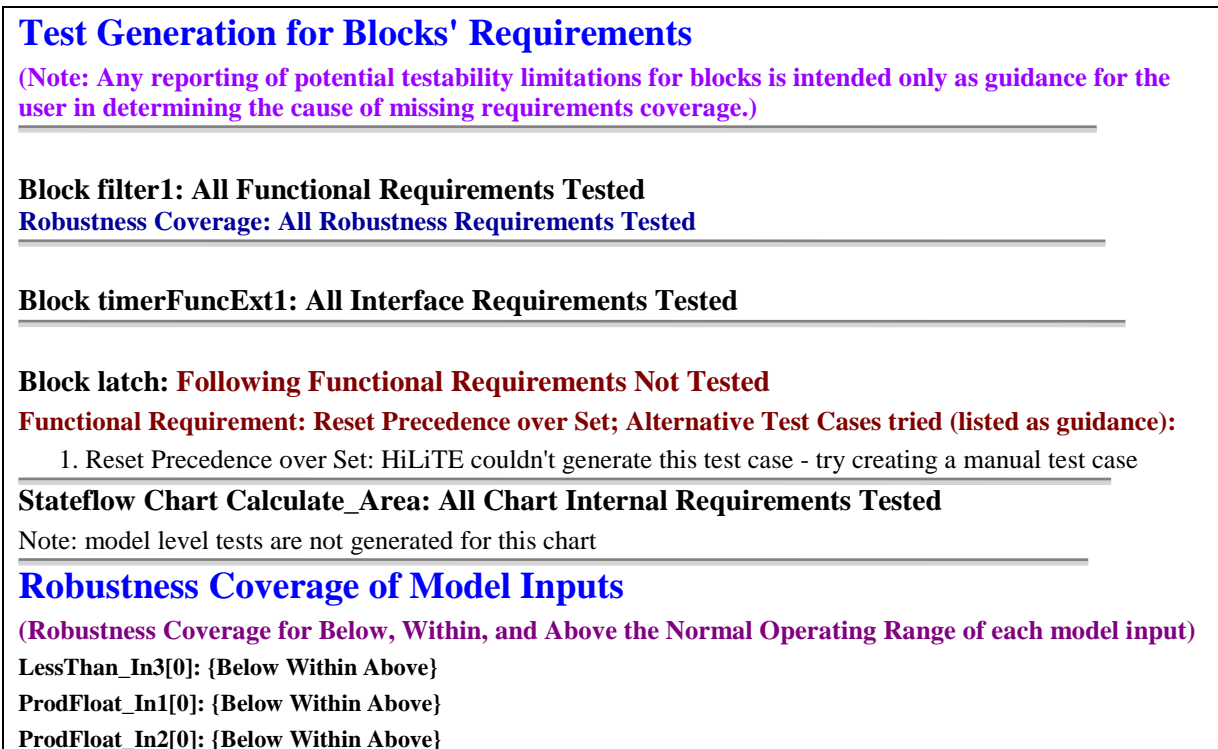 Test Generation for Blocks' Requirements
(Note: Any reporting of potential testability limitations for blocks is intended only as guidance for the
user in determining the cause of missing requirements coverage.)
Block filter1: All Functional Requirements Tested
Robustness Coverage: All Robustness Requirements Tested
Block timerFuncExt1: All Interface Requirements Tested
Block latch: Following Functional Requirements Not Tested
Functional Requirement: Reset Precedence over Set; Alternative Test Cases tried (listed as guidance):
1. Reset Precedence over Set: HiLiTE couldn't generate this test case - try creating a manual test case
Stateflow Chart Calculate_Area: All Chart Internal Requirements Tested
Note: model level tests are not generated for this chart
Robustness Coverage of Model Inputs
(Robustness Coverage for Below, Within, and Above the Normal Operating Range of each model input)
LessThan_In3[0]: {Below Within Above}
ProdFloat_In1[0]: {Below Within Above}
ProdFloat_In2[0]: {Below Within Above}